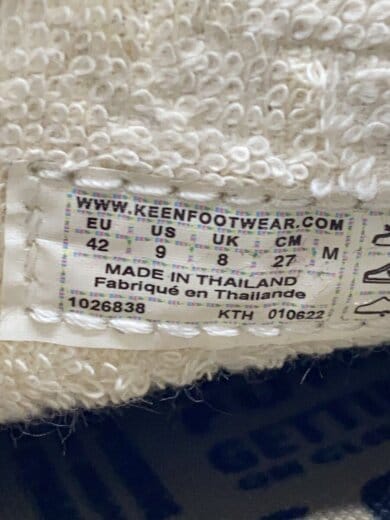 WWW.KEENFOOTWEAR.COM
EU US UK CM M
42 9 8 27
MADE IN THAILAND
Fabriqué en Thaïlande
1026838 KTH 010622
GETTI